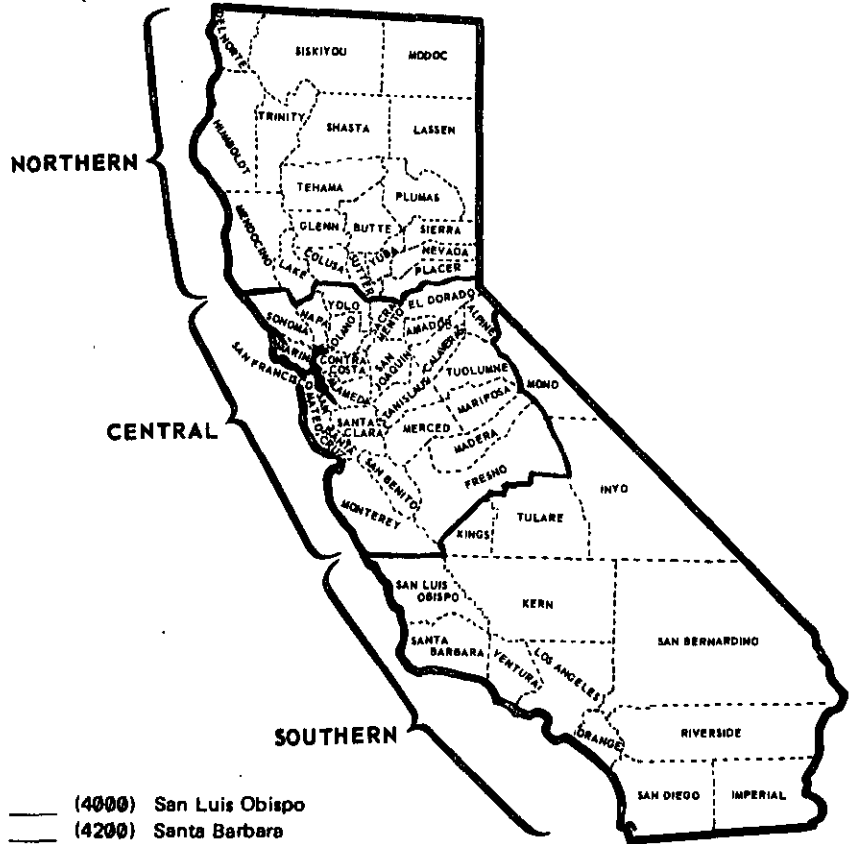 DEL NORTE
SISKIYOU
MODOC
TRINITY
SHASTA
LASSEN
HUMBOLDT
NORTHERN
TEHAMA
PLUMAS
MENDOCINO
GLENN
BUTTE
SIERRA
LAKE
COLUSA
SUTTER
YUBA
NEVADA
PLACER
SONOMA
NAPA
YOLO
SOLANO
SACRA
MENTO
EL DORADO
AMADOR
ALPINE
MARIN
CONTRA
COSTA
SAN
JOAQUIN
CALAVERAS
SAN FRANCISCO
ALAMEDA
STANISLAUS
TUOLUMNE
MONO
CENTRAL
SAN
MATEO
SANTA
CLARA
SANTA
CRUZ
MERCED
MARIPOSA
MADERA
SAN BENITO
FRESNO
INYO
MONTEREY
KINGS
TULARE
SAN LUIS
OBISPO
KERN
SANTA
BARBARA
VENTURA
LOS ANGELES
SAN BERNARDINO
SOUTHERN
ORANGE
RIVERSIDE
SAN DIEGO
IMPERIAL
(4000) San Luis Obispo
(4200) Santa Barbara